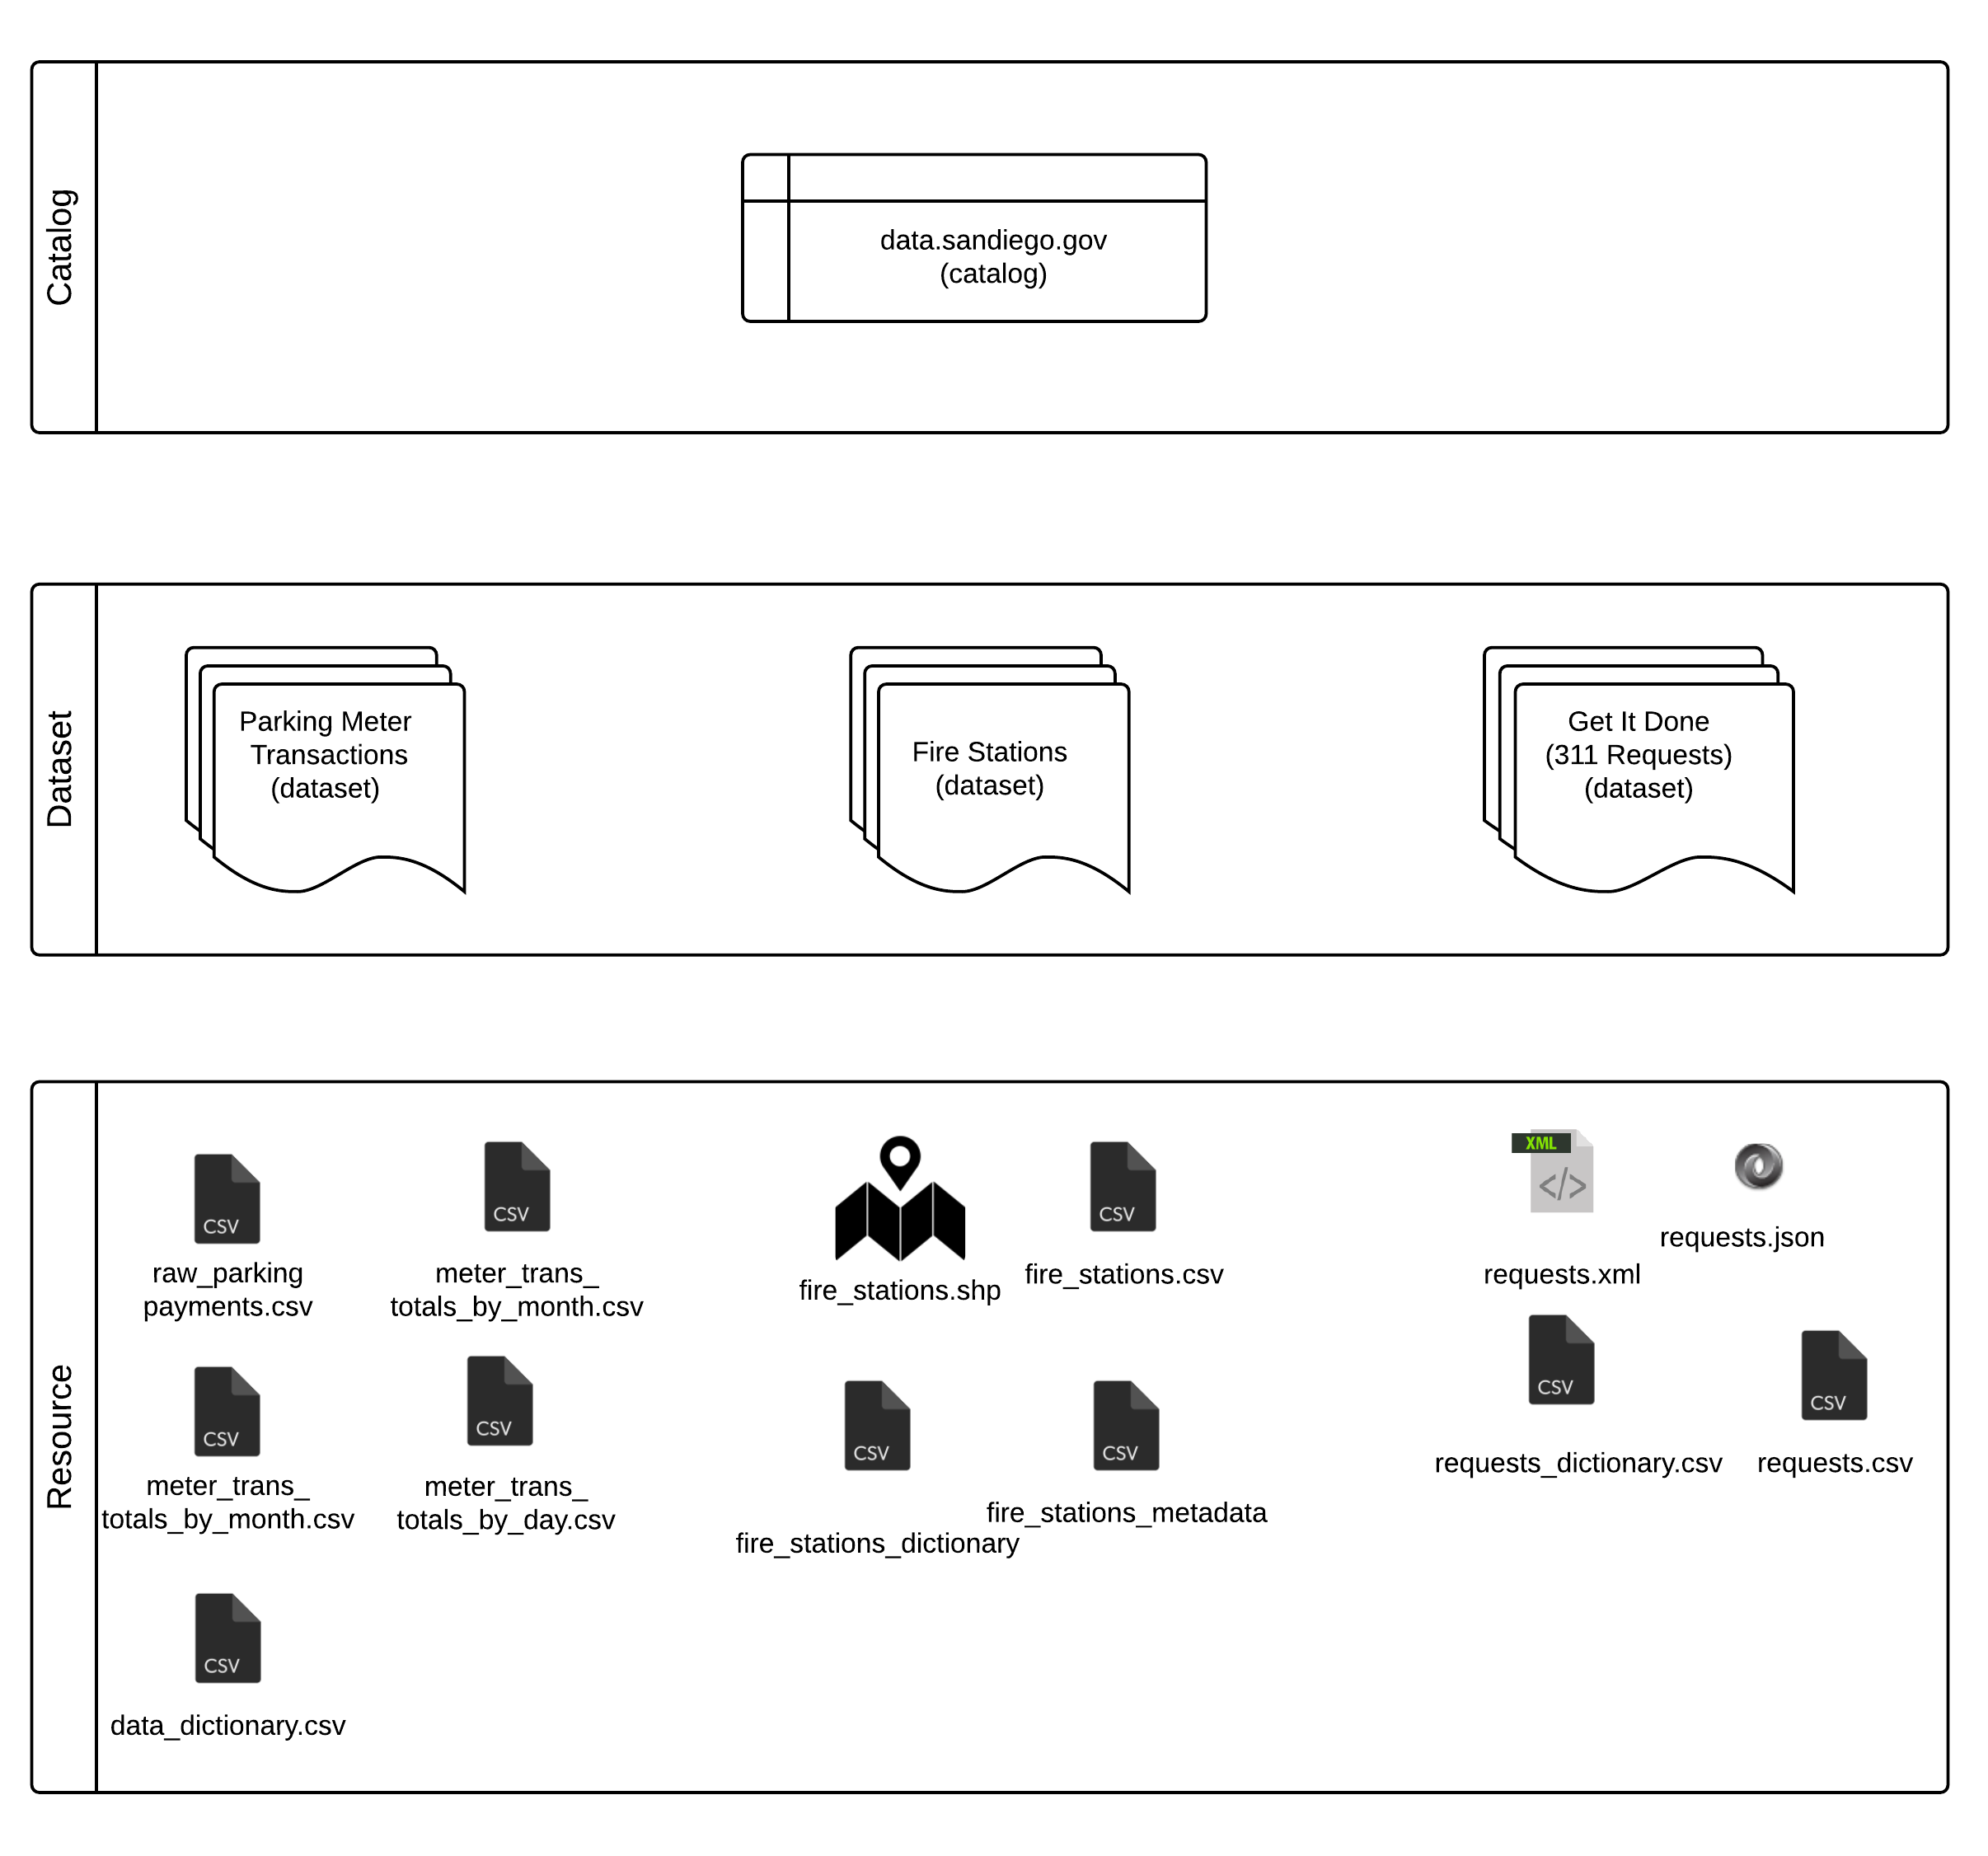 Catalog
data.sandiego.gov
(catalog)
Dataset
Parking Meter
Transactions
(dataset)
Fire Stations
(dataset)
Get It Done
(311 Requests)
(dataset)
Resource
CSV
raw_parking
payments.csv
CSV
meter_trans_
totals_by_month.csv
CSV
meter_trans_
totals_by_month.csv
CSV
meter_trans_
totals_by_day.csv
CSV
data_dictionary.csv
fire_stations.shp
CSV
fire_stations.csv
CSV
fire_stations_dictionary
CSV
fire_stations_metadata
XML
</>
requests.xml
requests.json
CSV
requests_dictionary.csv
CSV
requests.csv